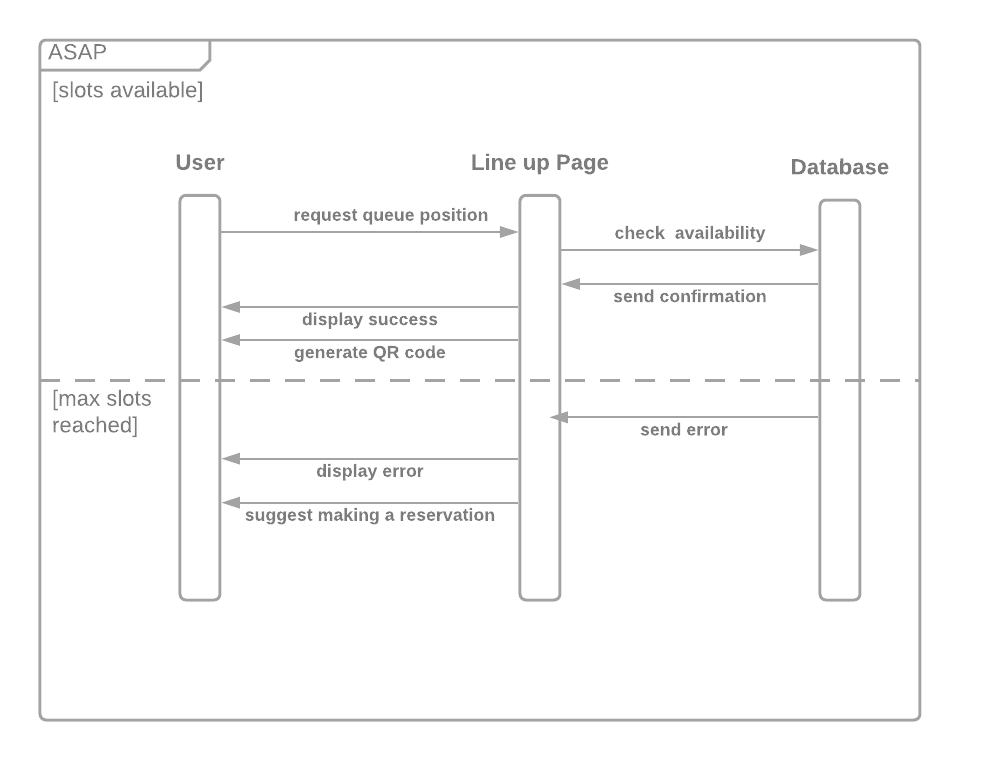 ASAP
[slots available]
User
Line up Page
Database
request queue position
check  availability
send confirmation
display success
generate QR code
[max slots
reached]
send error
display error
suggest making a reservation